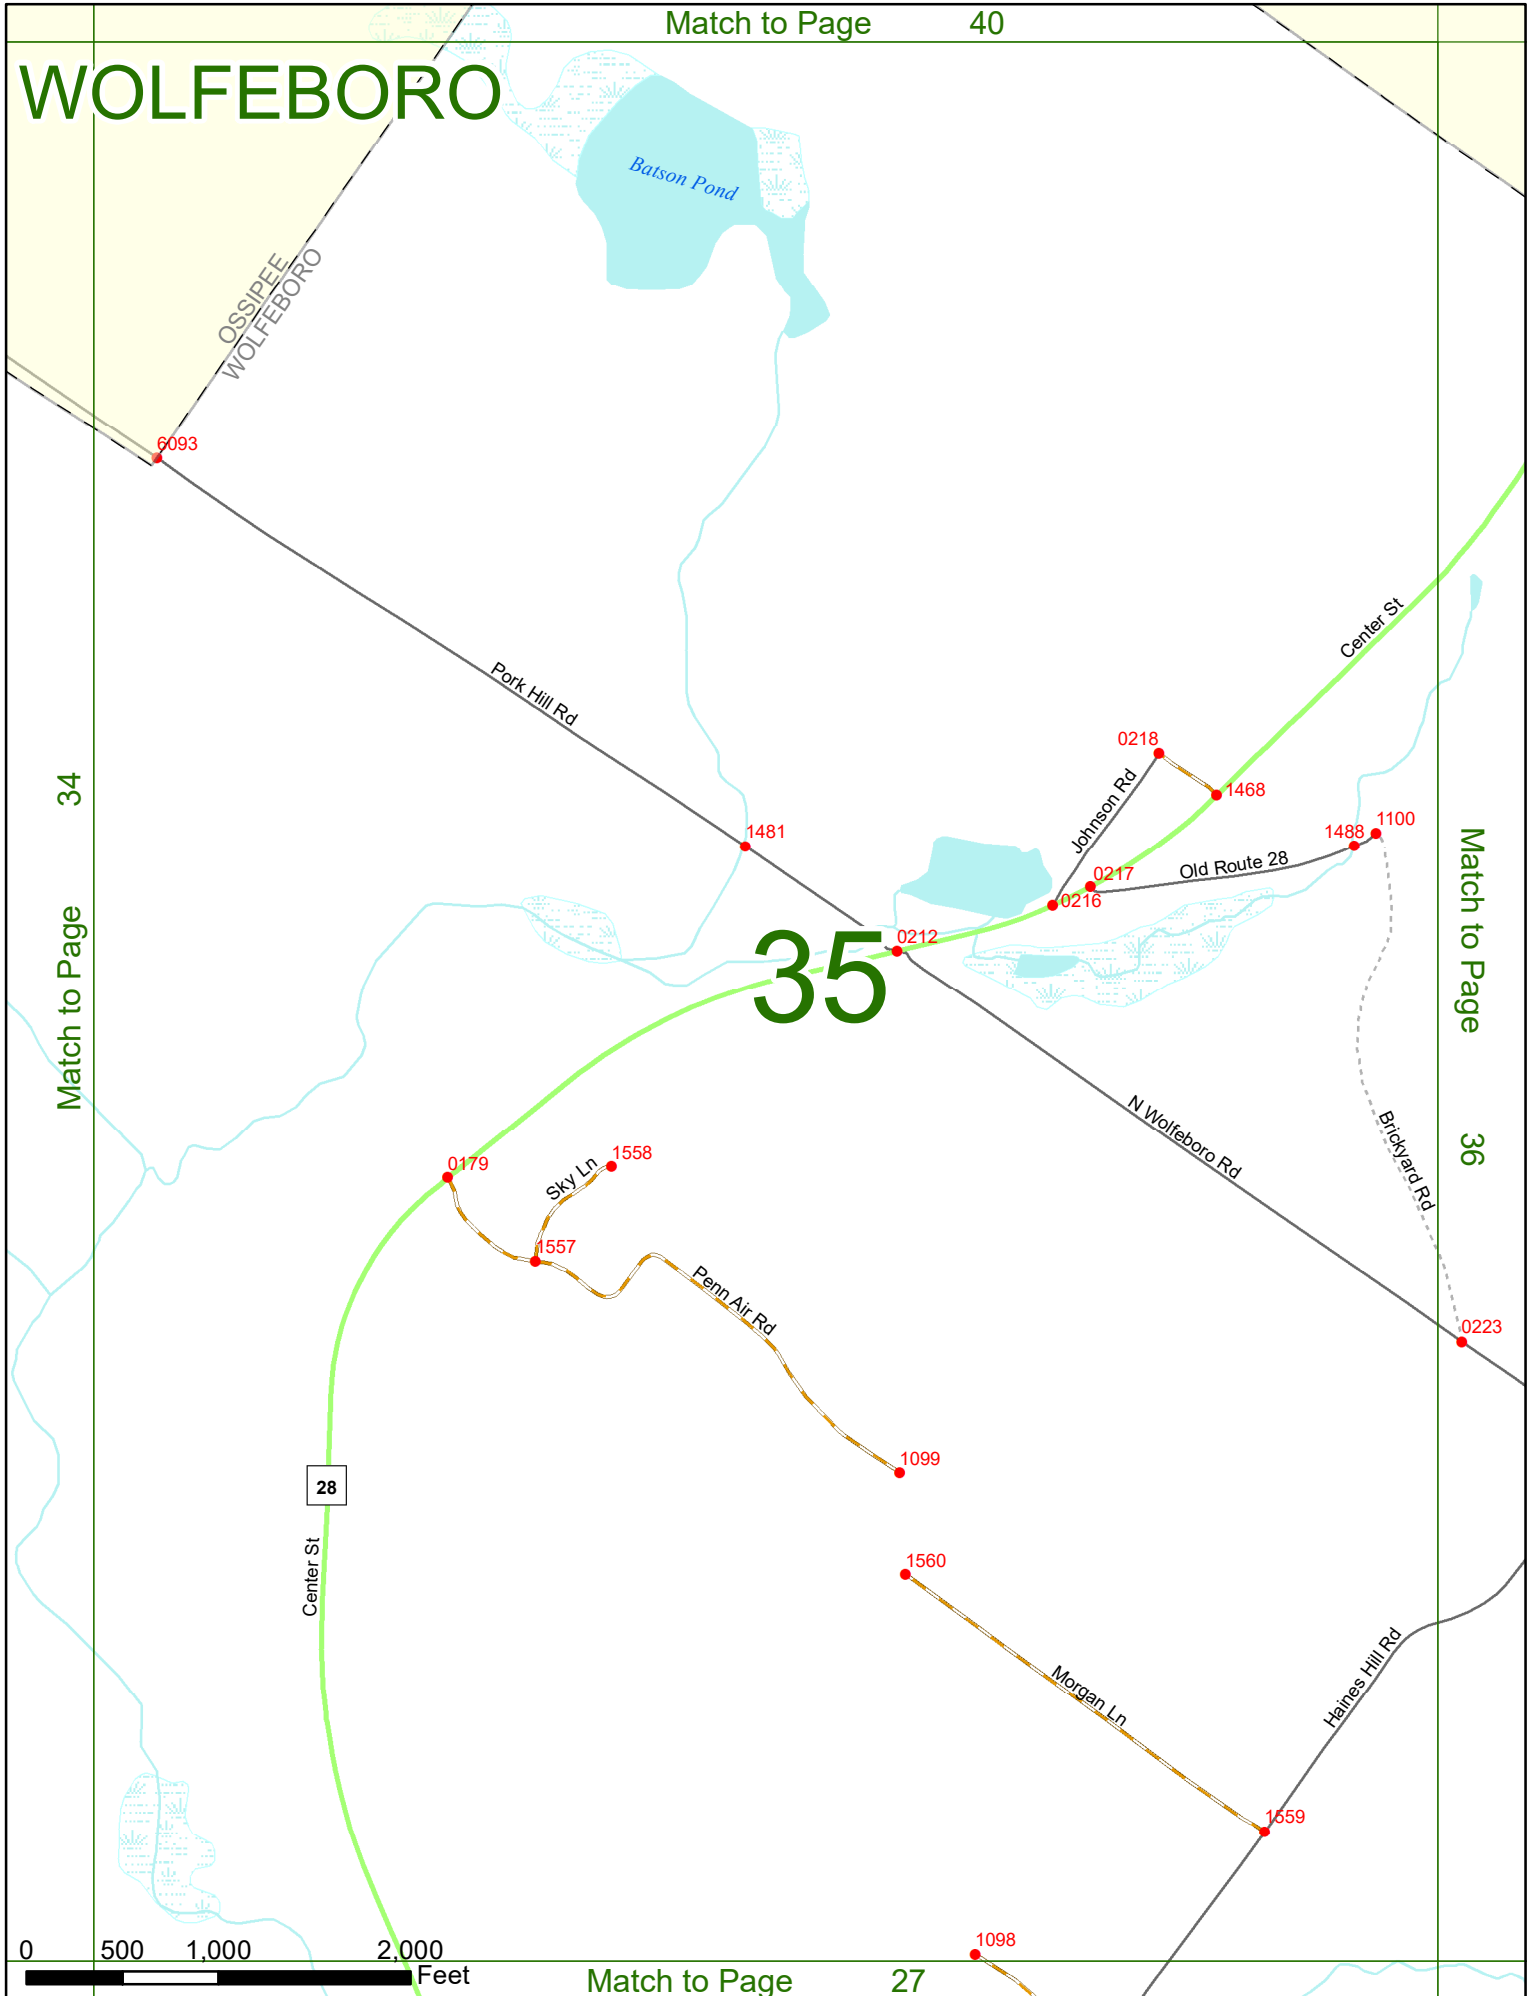 Match to Page 40
WOLFEBORO
Batson Pond
OSSIPEE
WOLFEBORO
6093
Center St
Pork Hill Rd
0218
1468
Johnson Rd
34
Match to Page
1481
1488
1100
Old Route 28
0217
0216
Match to Page
36
0212
35
N Wolfeboro Rd
Brickyard Rd
0179
Sky Ln
1558
1557
Penn Air Rd
0223
1099
28
Center St
1560
Morgan Ln
Haines Hill Rd
1559
1098
0 500 1,000 2,000
Feet
Match to Page 27